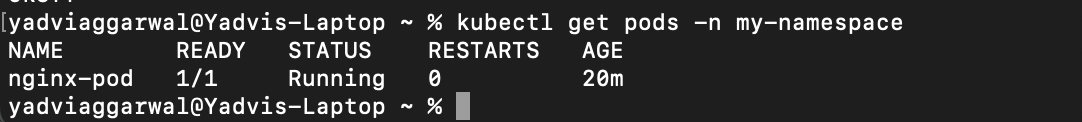 [yadviaggarwal@Yadvis-Laptop ~ % kubectl get pods -n my-namespace
NAME READY STATUS RESTARTS AGE
nginx-pod 1/1 Running 0 20m
yadviaggarwal@Yadvis-Laptop ~ %